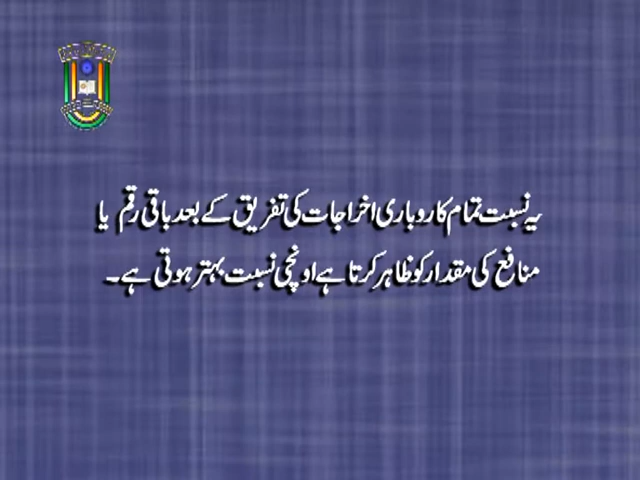 یہ نسبت تمام کاروباری اخراجات کی تفریق کے بعد باقی رقم یا
منافع کی مقدار کو ظاہر کرتا ہے اونچی نسبت بہتر ہوتی ہے۔